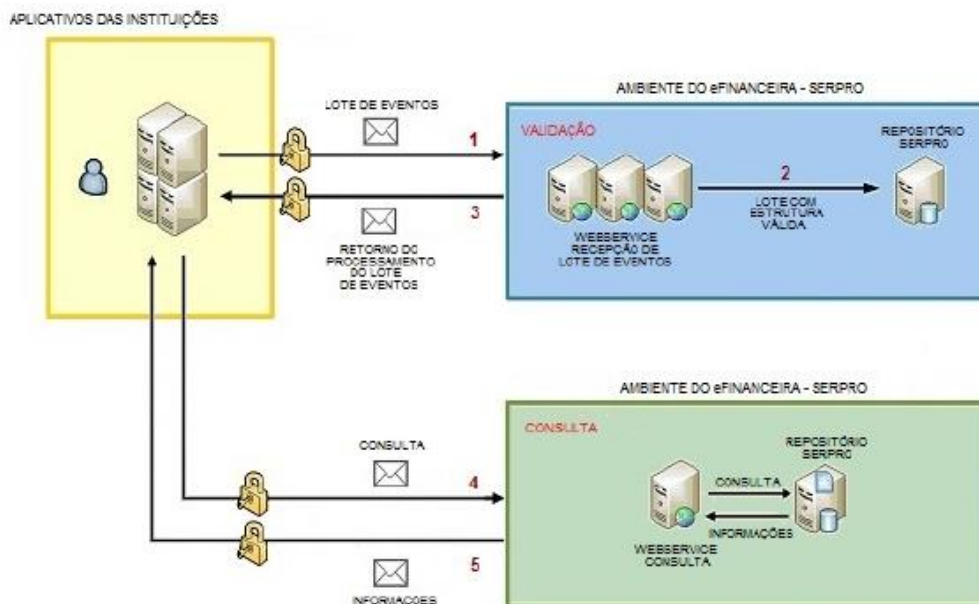 APLICATIVOS DAS INSTITUIÇÕES
LOTE DE EVENTOS
1
3
RETORNO DO
PROCESSAMENTO
DO LOTE
DE EVENTOS
AMBIENTE DO eFINANCEIRA - SERPRO
VALIDAÇÃO
WEBSERVICE
RECEPÇÃO DE
LOTE DE EVENTOS
2
LOTE COM
ESTRUTURA
VÁLIDA
REPOSITÓRIO
SERPRO
CONSULTA
4
5
INFORMAÇÕES
AMBIENTE DO eFINANCEIRA - SERPRO
CONSULTA
WEBSERVICE
CONSULTA
CONSULTA
INFORMAÇÕES
REPOSITÓRIO
SERPRO